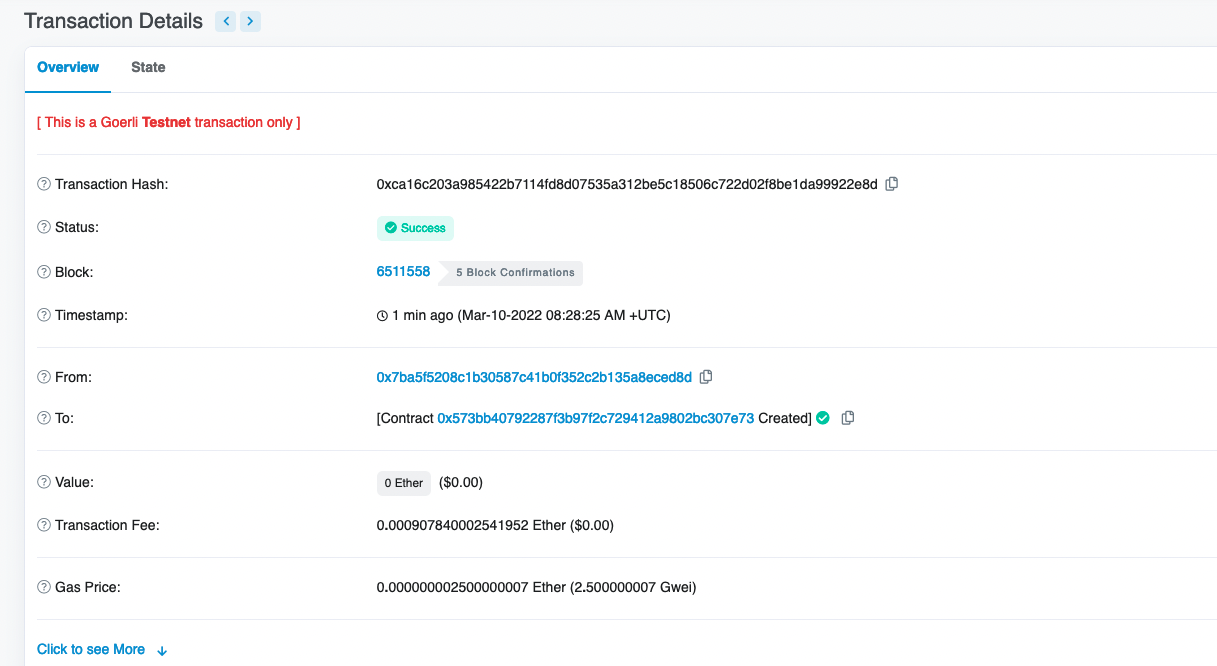 Transaction Details
Overview State
[ This is a Goerli Testnet transaction only ]
Transaction Hash: 0xca16c203a985422b7114fd8d07535a312be5c18506c722d02f8be1da99922e8d
Status: Success
Block: 6511558 5 Block Confirmations
Timestamp: 1 min ago (Mar-10-2022 08:28:25 AM +UTC)
From: 0x7ba5f5208c1b30587c41b0f352c2b135a8eced8d
To: [Contract 0x573bb40792287f3b97f2c729412a9802bc307e73 Created]
Value: 0 Ether ($0.00)
Transaction Fee: 0.000907840002541952 Ether ($0.00)
Gas Price: 0.000000002500000007 Ether (2.500000007 Gwei)
Click to see More